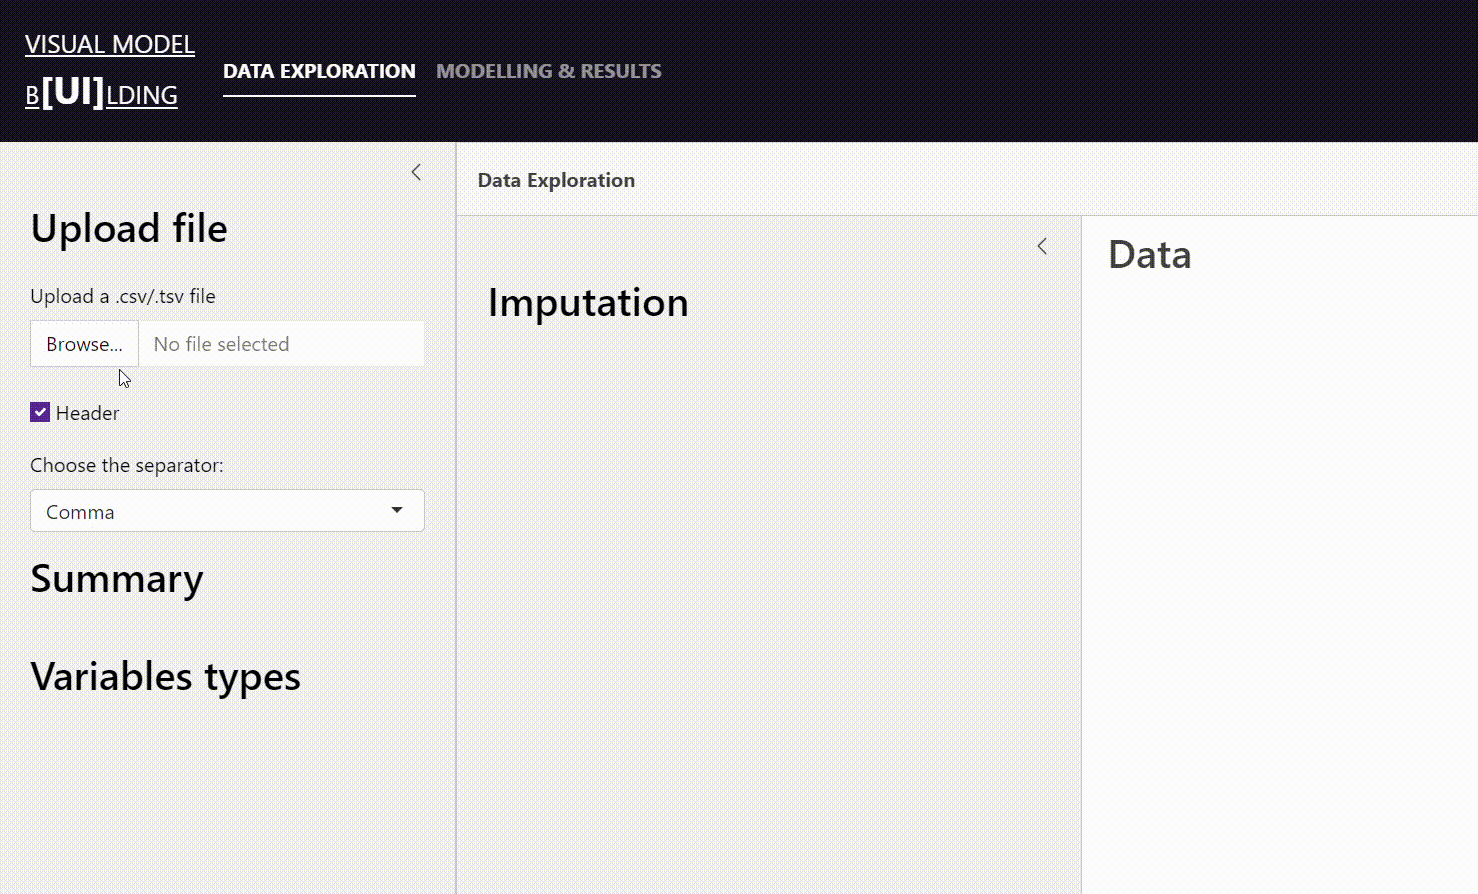 VISUAL MODEL
B[UI]LDING
DATA EXPLORATION
MODELLING & RESULTS
Upload file
Upload a .csv/.tsv file
Browse...
No file selected
Header
Choose the separator:
Comma
Summary
Variables types
Data Exploration
Imputation
Data